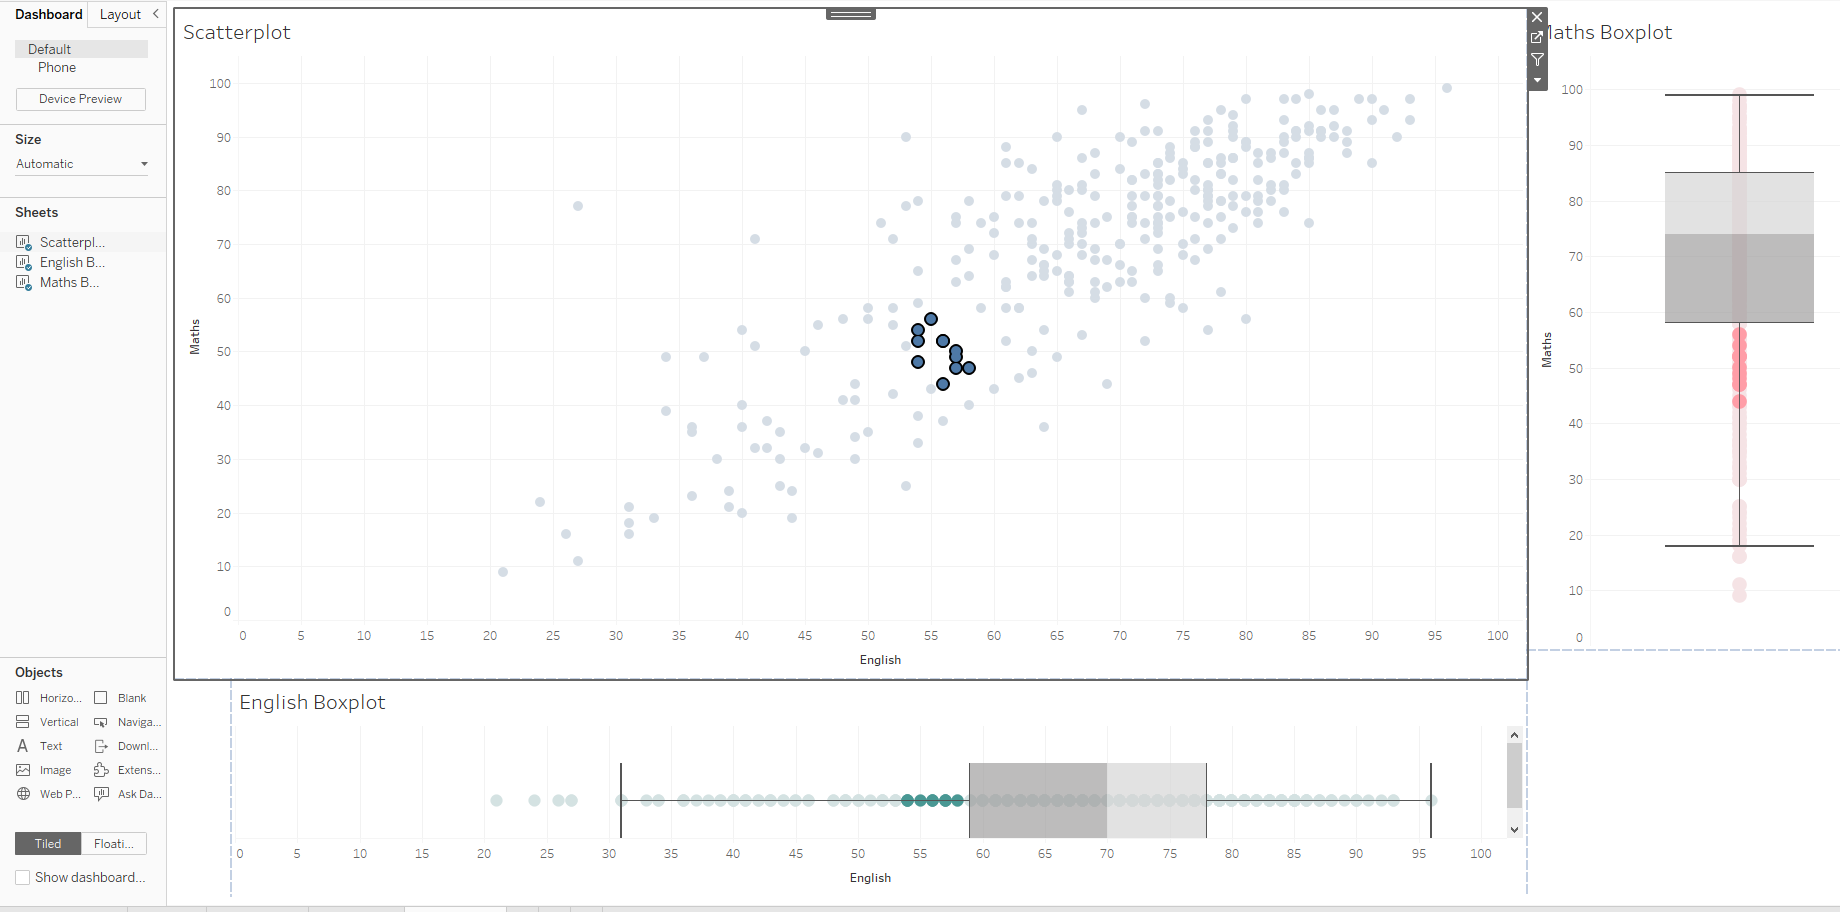 Dashboard
Layout
Default
Phone
Device Preview
Size
Automatic
Sheets
Scatterpl...
English B...
Maths B...
Objects
Horizo... Blank
Vertical Naviga...
Text Downl...
Image Extens...
Web P... Ask Da...
Tiled Floati...
Show dashboard...
Scatterplot
100
90
80
70
60
50
40
30
20
10
0
Maths
0 5 10 15 20 25 30 35 40 45 50 55 60 65 70 75 80 85 90 95 100
English
Maths Boxplot
100
90
80
70
60
50
40
30
20
10
0
Maths
English Boxplot
0 5 10 15 20 25 30 35 40 45 50 55 60 65 70 75 80 85 90 95 100
English